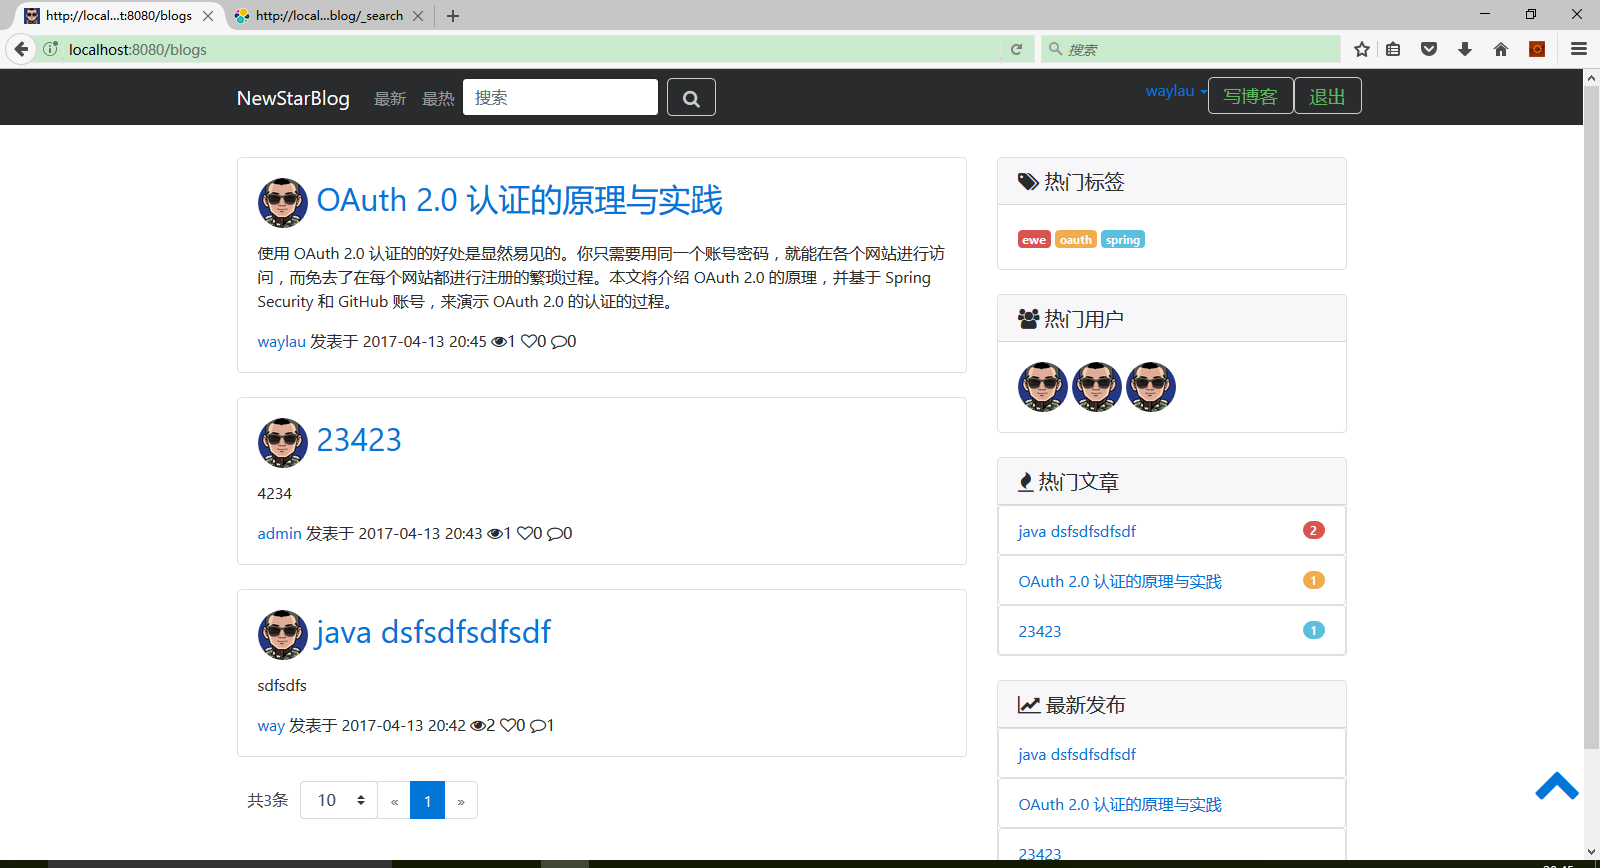 http://local...t:8080/blogs
http://local...blog/_search
localhost:8080/blogs
搜索
NewStarBlog 最新 最热 搜索 waylau 写博客 退出
OAuth 2.0 认证的原理与实践
使用 OAuth 2.0 认证的的好处是显然易见的。你只需要用同一个账号密码，就能在各个网站进行访
问，而免去了在每个网站都进行注册的繁琐过程。本文将介绍 OAuth 2.0 的原理，并基于 Spring
Security 和 GitHub 账号，来演示 OAuth 2.0 的认证的过程。
waylau 发表于 2017-04-13 20:45 1 0 0
23423
4234
admin 发表于 2017-04-13 20:43 1 0 0
java dsfsdfsdfsdf
sdfsdfs
way 发表于 2017-04-13 20:42 2 0 1
共3条 10 « 1 »
热门标签
ewe oauth spring
热门用户
热门文章
java dsfsdfsdfsdf 2
OAuth 2.0 认证的原理与实践 1
23423 1
最新发布
java dsfsdfsdfsdf
OAuth 2.0 认证的原理与实践
23423